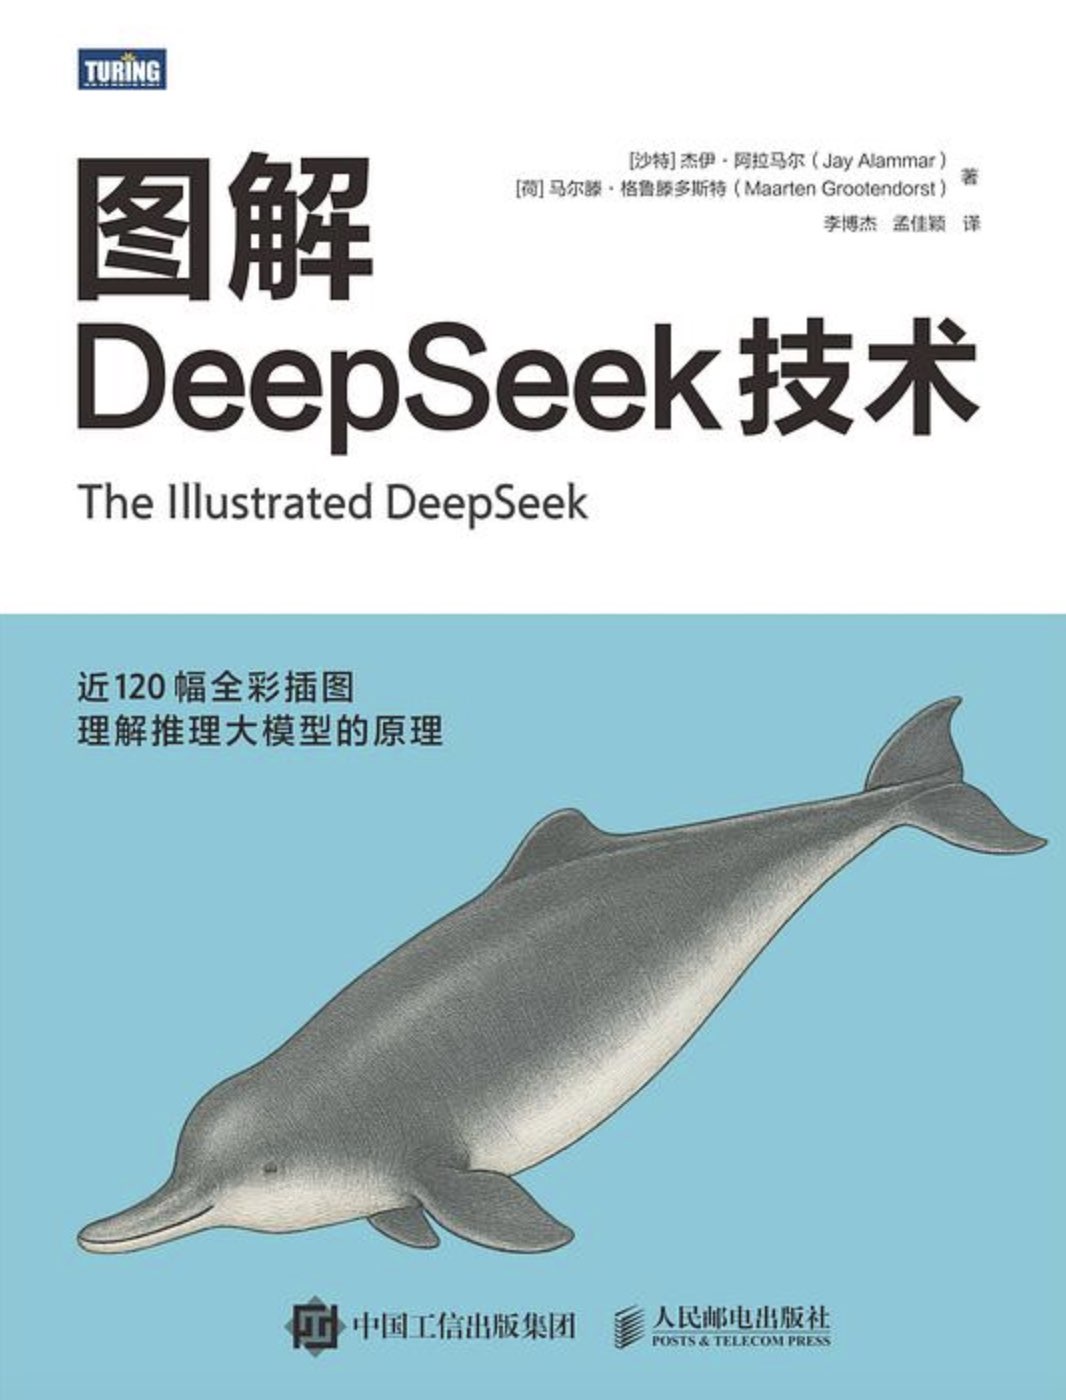 TURING
[沙特] 杰伊·阿拉马尔（Jay Alammar）
[荷] 马尔滕·格鲁滕多斯特（Maarten Grootendorst）
著
李博杰 孟佳颖 译
图解
DeepSeek技术
The Illustrated DeepSeek
近120幅全彩插图
理解推理大模型的原理
中国工信出版集团
人民邮电出版社
POSTS & TELECOM PRESS